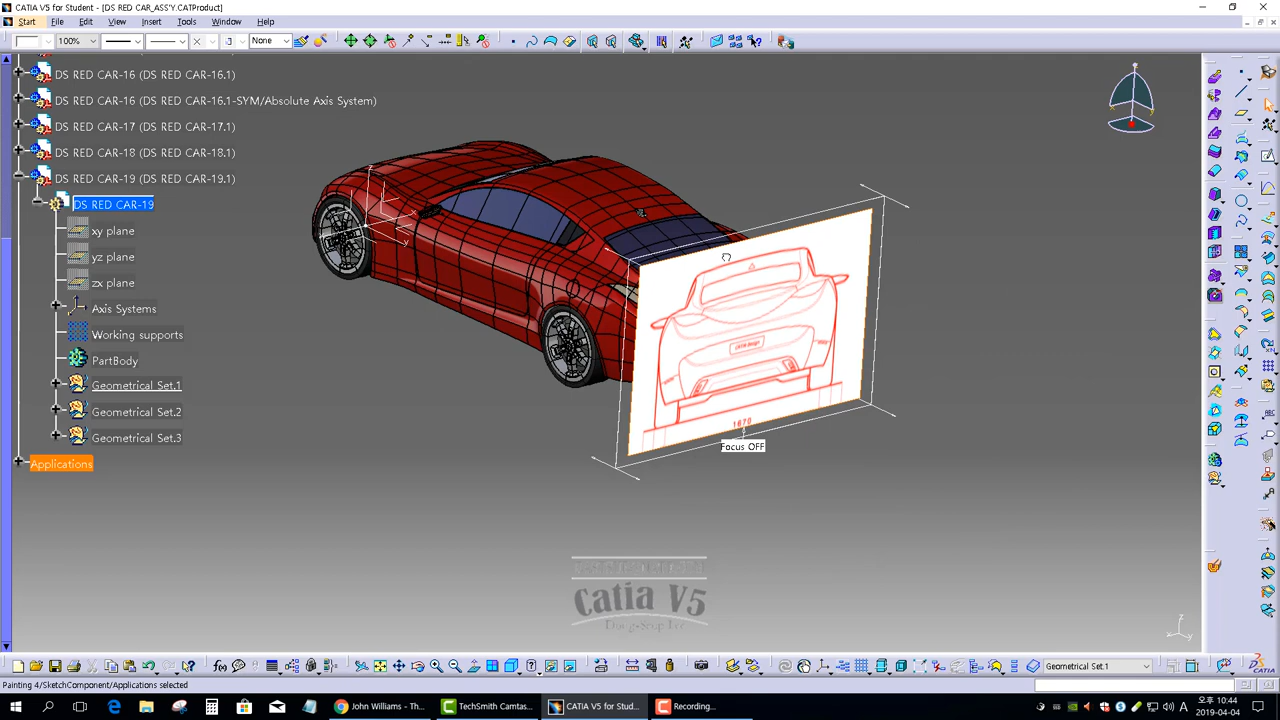 CATIA V5 for Student - [DS RED CAR_ASS'Y.CATProduct]
Start File Edit View Insert Tools Window Help
100% None
DS RED CAR-16 (DS RED CAR-16.1)
DS RED CAR-16 (DS RED CAR-16.1-SYM/Absolute Axis System)
DS RED CAR-17 (DS RED CAR-17.1)
DS RED CAR-18 (DS RED CAR-18.1)
DS RED CAR-19 (DS RED CAR-19.1)
DS RED CAR-19
xy plane
yz plane
zx plane
Axis Systems
Working supports
PartBody
Geometrical Set.1
Geometrical Set.2
Geometrical Set.3
Applications
z
x
y
CATIA Design
1670
Focus OFF
Catia V5
z
x
y
Geometrical Set.1
CATIA
Painting 4/SketchComponent/Applications selected
John Williams - Th...
TechSmith Camtas...
CATIA V5 for Stud...
Recording...
A
오후 10:44
2019-04-04